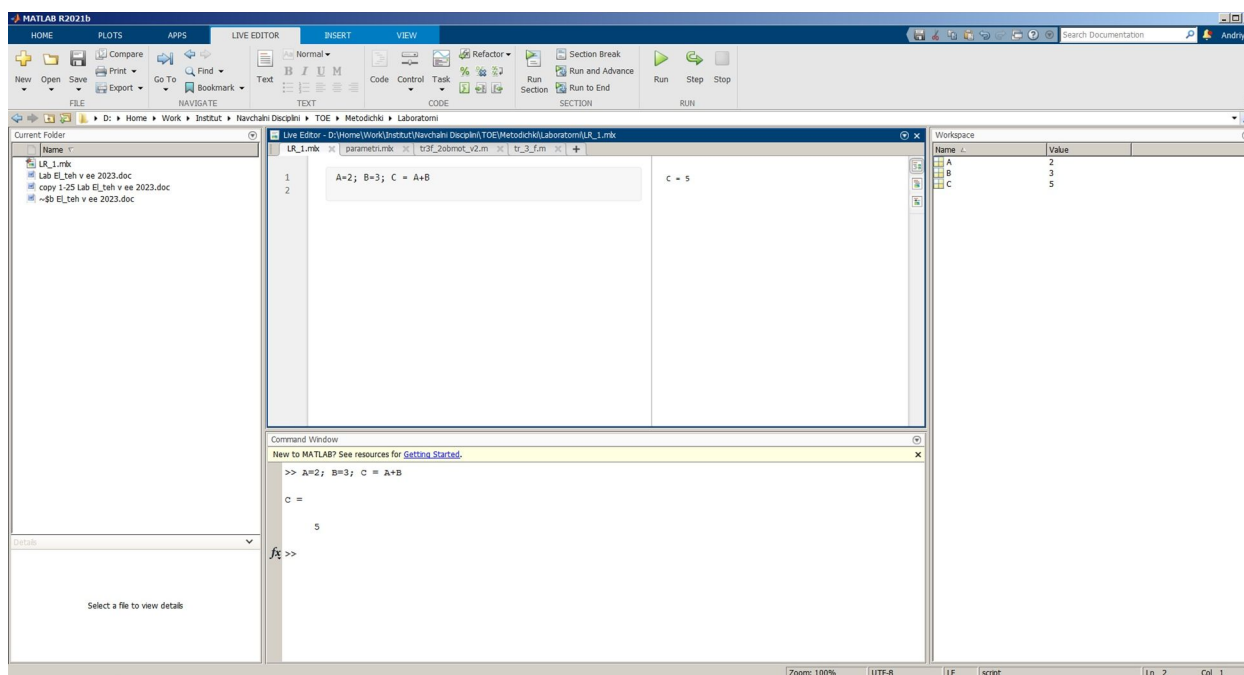 MATLAB R2021b
HOME PLOTS APPS LIVE EDITOR INSERT VIEW
Search Documentation
Andriy
New Open Save
Compare
Print
Export
FILE
Go To
Find
Bookmark
NAVIGATE
Text
Aa Normal
B I U M
TEXT
Code Control Task
Refactor
CODE
Run Section
Section Break
Run and Advance
Run to End
SECTION
Run Step Stop
RUN
D: Home Work Institut Navchalni Disciplini TOE Metodichki Laboratorni
Current Folder
Name
LR_1.mlx
Lab El_teh v ee 2023.doc
copy 1-25 Lab El_teh v ee 2023.doc
~$b El_teh v ee 2023.doc
Details
Select a file to view details
Live Editor - D:\Home\Work\Institut\Navchalni Disciplini\TOE\Metodichki\Laboratorni\LR_1.mlx
LR_1.mlx parametri.mlx tr3f_2obmot_v2.m tr_3_f.m +
1 A=2; B=3; C = A+B
2
C = 5
Command Window
New to MATLAB? See resources for Getting Started.
>> A=2; B=3; C = A+B
C =
5
fx >>
Workspace
Name Value
A 2
B 3
C 5
Zoom: 100% UTF-8 LF script Ln 2 Col 1